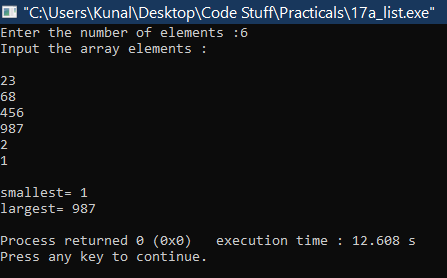 "C:\Users\Kunal\Desktop\Code Stuff\Practicals\17a_list.exe"
Enter the number of elements :6
Input the array elements :
23
68
456
987
2
1
smallest= 1
largest= 987
Process returned 0 (0x0)   execution time : 12.608 s
Press any key to continue.